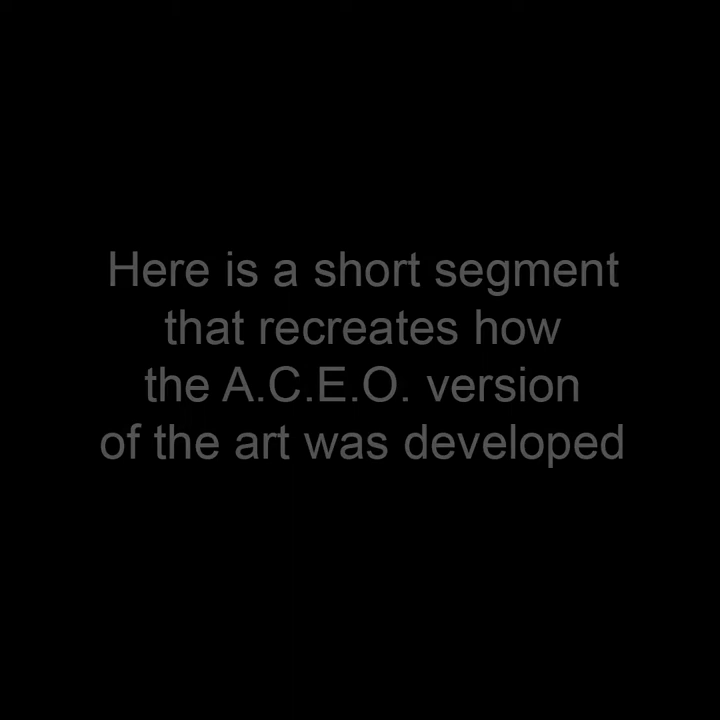 Here is a short segment
that recreates how
the A.C.E.O. version
of the art was developed